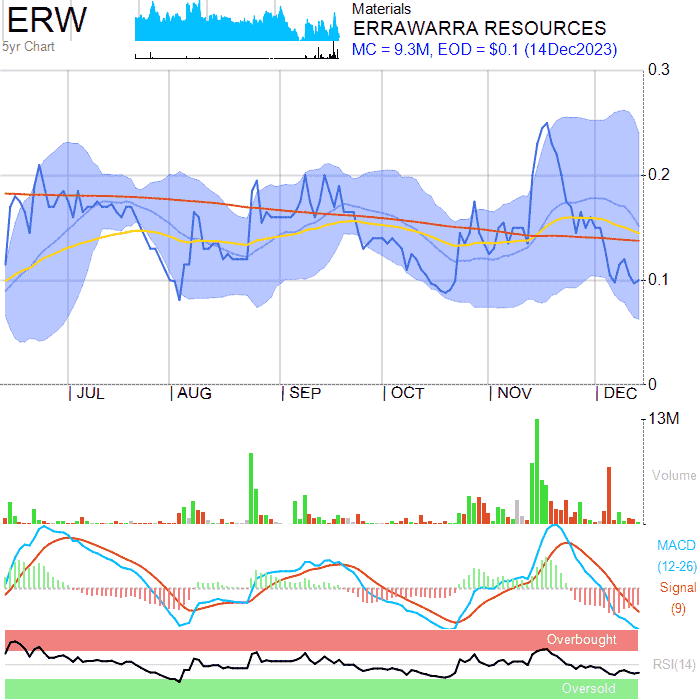 ERW
5yr Chart
Materials
ERRAWARRA RESOURCES
MC = 9.3M, EOD = $0.1 (14Dec2023)
0.3
0.2
0.1
0
JUL AUG SEP OCT NOV DEC
13M
Volume
MACD
(12-26)
Signal
(9)
Overbought
RSI(14)
Oversold